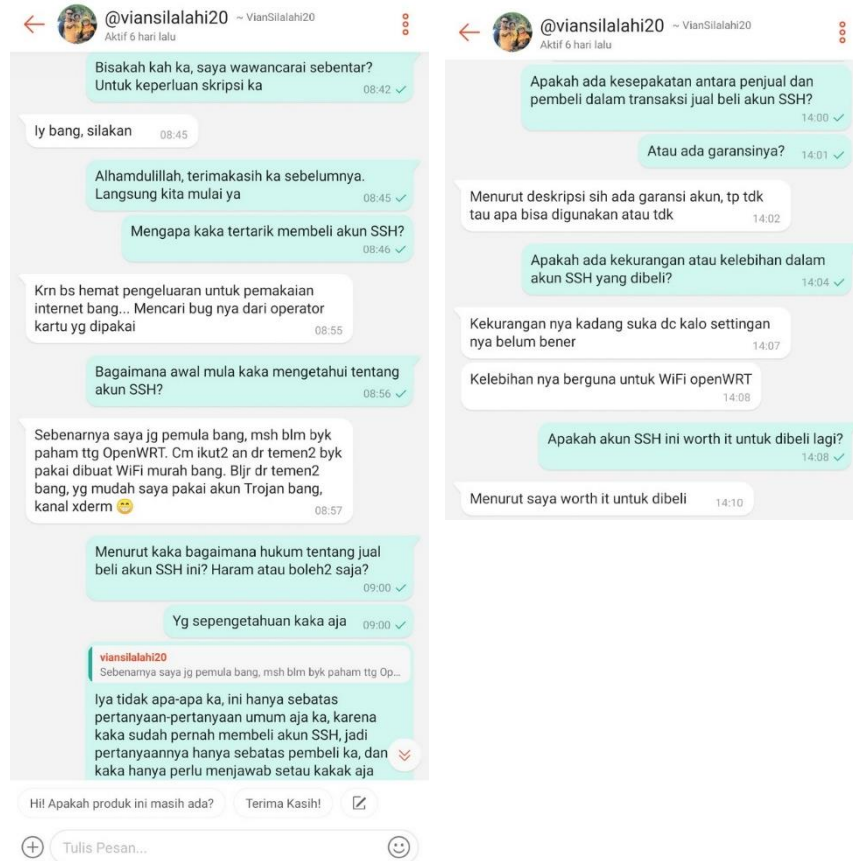 @viansilalahi20 ~ VianSilalahi20
Aktif 6 hari lalu
Bisakah kah ka, saya wawancarai sebentar?
Untuk keperluan skripsi ka
08:42
Iy bang, silakan 08:45
Alhamdulillah, terimakasih ka sebelumnya.
Langsung kita mulai ya
08:45
Mengapa kaka tertarik membeli akun SSH?
08:46
Krn bs hemat pengeluaran untuk pemakaian
internet bang... Mencari bug nya dari operator
kartu yg dipakai
08:55
Bagaimana awal mula kaka mengetahui tentang
akun SSH?
08:56
Sebenarnya saya jg pemula bang, msh blm byk
paham ttg OpenWRT. Cm ikut2 an dr temen2 byk
pakai dibuat WiFi murah bang. Bljr dr temen2
bang, yg mudah saya pakai akun Trojan bang,
kanal xderm 😁
08:57
Menurut kaka bagaimana hukum tentang jual
beli akun SSH ini? Haram atau boleh2 saja?
09:00
Yg sepengetahuan kaka aja 09:00
viansilalahi20
Sebenarnya saya jg pemula bang, msh blm byk paham ttg Op...
Iya tidak apa-apa ka, ini hanya sebatas
pertanyaan-pertanyaan umum aja ka, karena
kaka sudah pernah membeli akun SSH, jadi
pertanyaannya hanya sebatas pembeli ka, dan
kaka hanya perlu menjawab setau kakak aja
Hi! Apakah produk ini masih ada? Terima Kasih!
Tulis Pesan...
@viansilalahi20 ~ VianSilalahi20
Aktif 6 hari lalu
Apakah ada kesepakatan antara penjual dan
pembeli dalam transaksi jual beli akun SSH?
14:00
Atau ada garansinya? 14:01
Menurut deskripsi sih ada garansi akun, tp tdk
tau apa bisa digunakan atau tdk
14:02
Apakah ada kekurangan atau kelebihan dalam
akun SSH yang dibeli?
14:04
Kekurangan nya kadang suka dc kalo settingan
nya belum bener
14:07
Kelebihan nya berguna untuk WiFi openWRT
14:08
Apakah akun SSH ini worth it untuk dibeli lagi?
14:08
Menurut saya worth it untuk dibeli 14:10